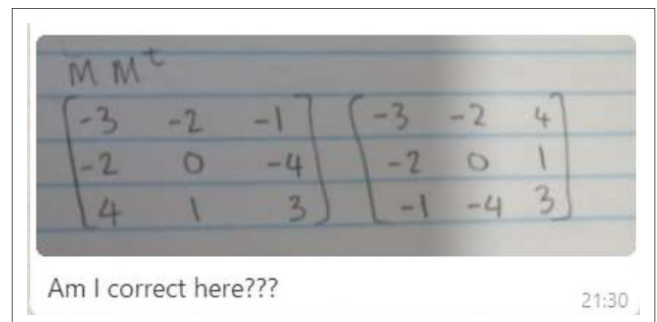 M Mᵗ
[-3 -2 -1] [-3 -2 4]
[-2 0 -4] [-2 0 1]
[4 1 3] [-1 -4 3]
Am I correct here???
21:30